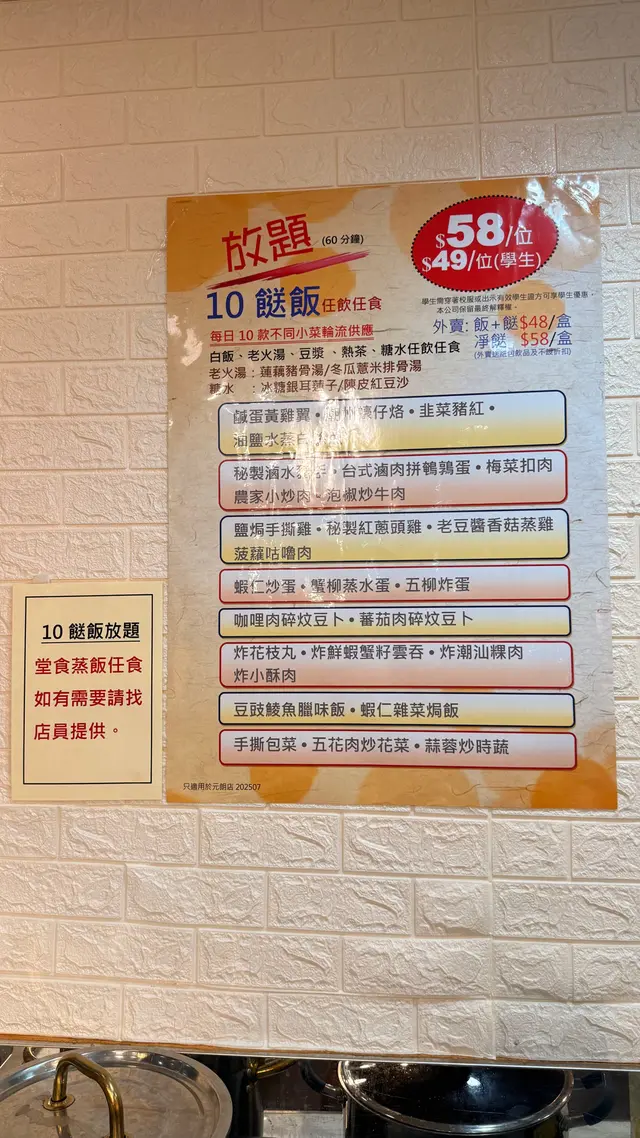 放題 (60 分鐘)
$58/位
$49/位(學生)
10 餸飯任飲任食
學生需穿著校服或出示有效學生證方可享學生優惠。
本公司保留最終解釋權。
外賣: 飯+餸$48/盒
淨餸 $58/盒
每日 10 款不同小菜輪流供應
白飯、老火湯、豆漿、熱茶、糖水任飲任食
老火湯:蓮藕豬骨湯/冬瓜薏米排骨湯
糖水 :冰糖銀耳蓮子/陳皮紅豆沙
鹹蛋黃雞翼•潮州蠔仔烙•韭菜豬紅•
油鹽水蒸白
秘製滷水•台式滷肉拼鵪鶉蛋•梅菜扣肉
農家小炒肉•泡椒炒牛肉
鹽焗手撕雞•秘製紅蔥頭雞•老豆醬香菇蒸雞
菠蘿咕嚕肉
蝦仁炒蛋•蟹柳蒸水蛋•五柳炸蛋
咖哩肉碎炆豆卜•蕃茄肉碎炆豆卜
炸花枝丸•炸鮮蝦蟹籽雲吞•炸潮汕粿肉
炸小酥肉
豆豉鯪魚臘味飯•蝦仁雜菜焗飯
手撕包菜•五花肉炒花菜•蒜蓉炒時蔬
只適用於元朗店 202507
10 餸飯放題
堂食蒸飯任食
如有需要請找
店員提供。